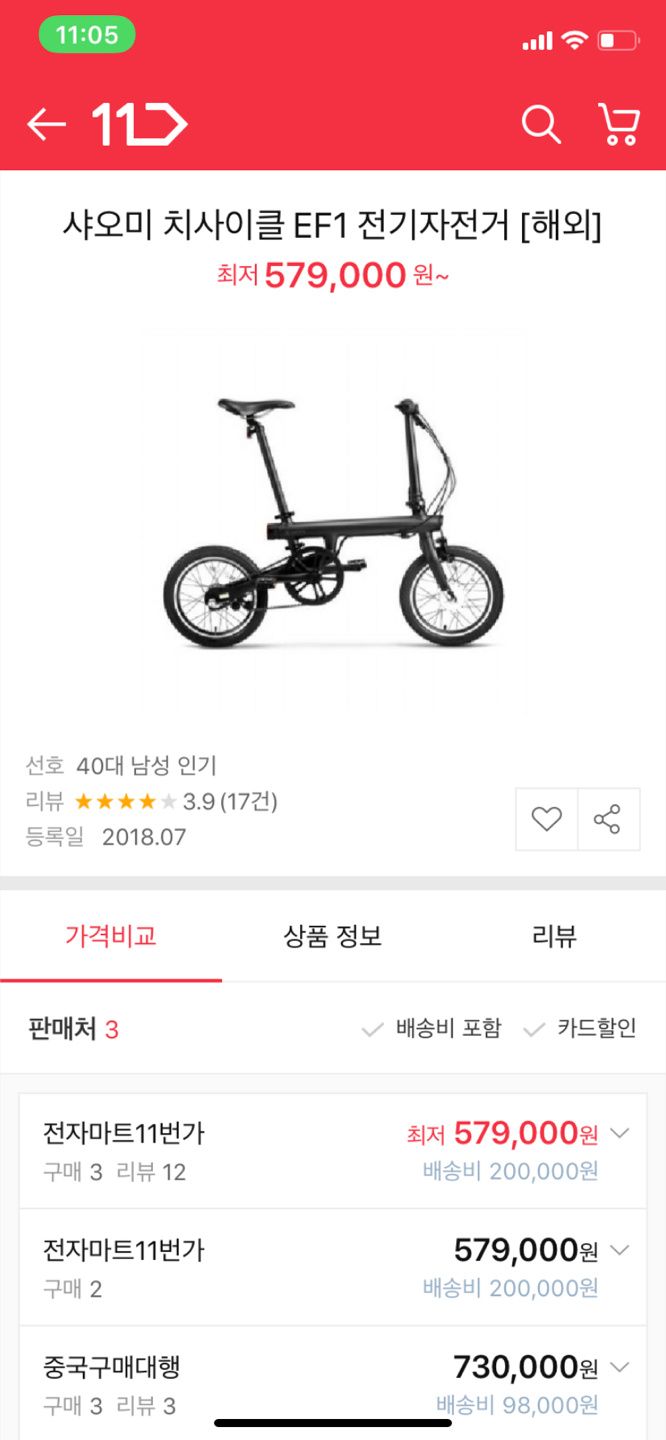 11:05
11
샤오미 치사이클 EF1 전기자전거 [해외]
최저 579,000 원~
선호 40대 남성 인기
리뷰 3.9 (17건)
등록일 2018.07
가격비교 상품 정보 리뷰
판매처 3 배송비 포함 카드할인
전자마트11번가 최저 579,000원
구매 3 리뷰 12 배송비 200,000원
전자마트11번가 579,000원
구매 2 배송비 200,000원
중국구매대행 730,000원
구매 3 리뷰 3 배송비 98,000원